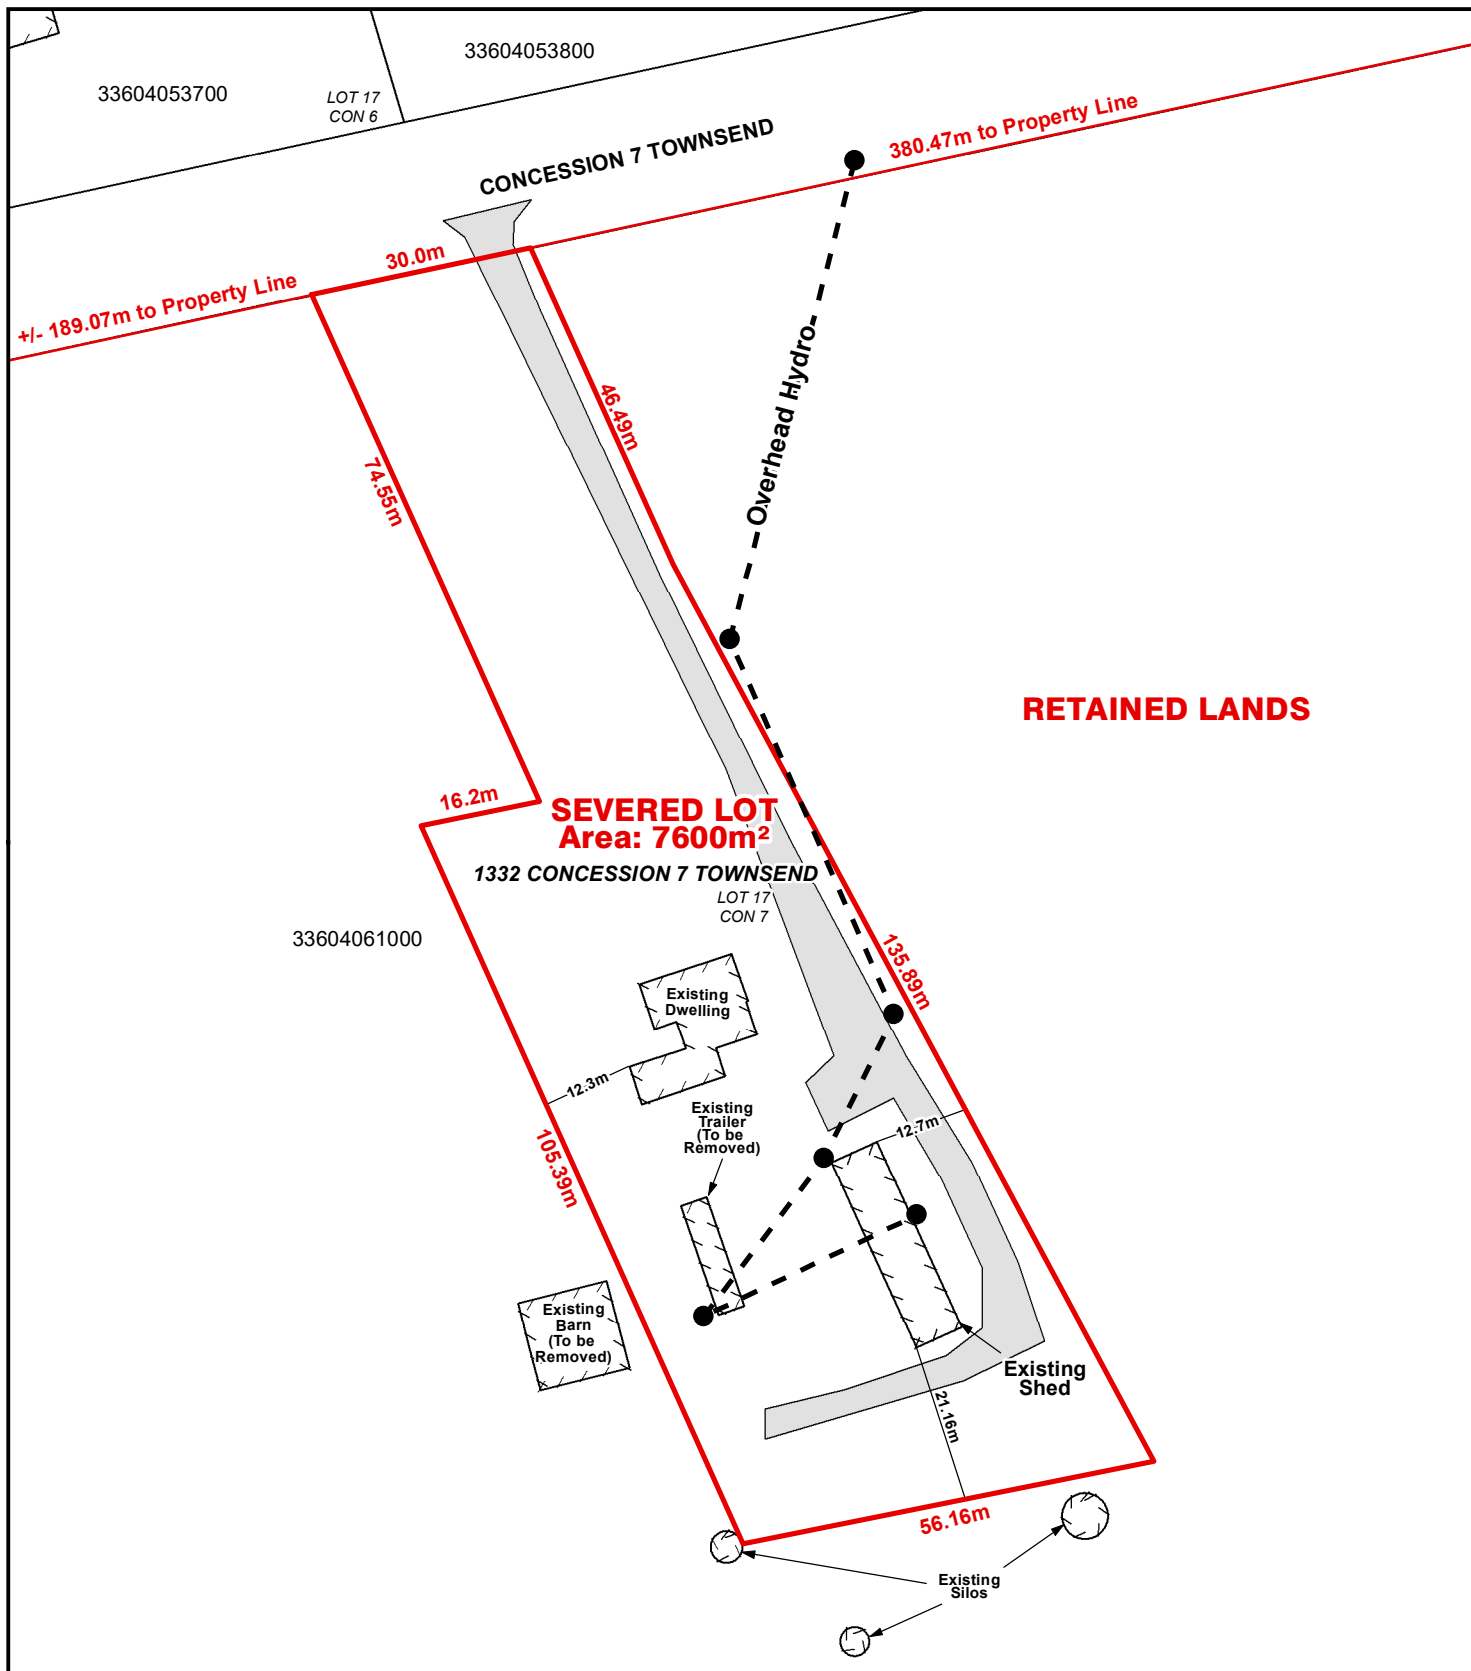 33604053800
33604053700
LOT 17
CON 6
380.47m to Property Line
CONCESSION 7 TOWNSEND
30.0m
+/- 189.07m to Property Line
Overhead Hydro
46.49m
74.55m
RETAINED LANDS
16.2m
SEVERED LOT
Area: 7600m²
1332 CONCESSION 7 TOWNSEND
LOT 17
CON 7
33604061000
135.89m
Existing
Dwelling
12.3m
Existing
Trailer
(To be
Removed)
12.7m
105.39m
Existing
Barn
(To be
Removed)
Existing
Shed
21.16m
56.16m
Existing
Silos